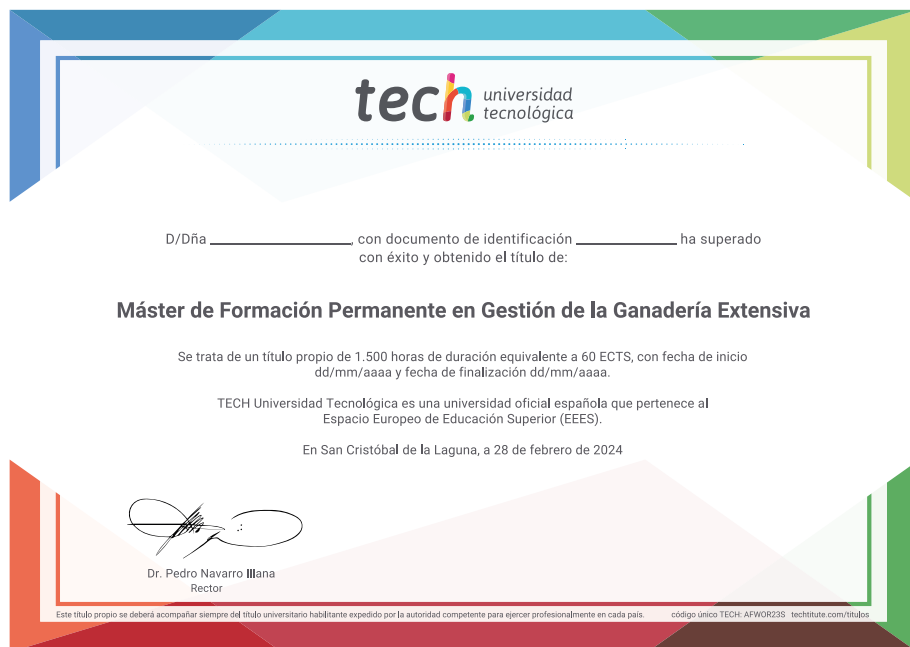 tech universidad
tecnológica
D/Dña ______________, con documento de identificación ____________ ha superado
con éxito y obtenido el título de:
Máster de Formación Permanente en Gestión de la Ganadería Extensiva
Se trata de un título propio de 1.500 horas de duración equivalente a 60 ECTS, con fecha de inicio
dd/mm/aaaa y fecha de finalización dd/mm/aaaa.
TECH Universidad Tecnológica es una universidad oficial española que pertenece al
Espacio Europeo de Educación Superior (EEES).
En San Cristóbal de la Laguna, a 28 de febrero de 2024
Dr. Pedro Navarro Illana
Rector
Este título propio se deberá acompañar siempre del título universitario habilitante expedido por la autoridad competente para ejercer profesionalmente en cada país. código único TECH: AFWOR23S techtitute.com/titulos